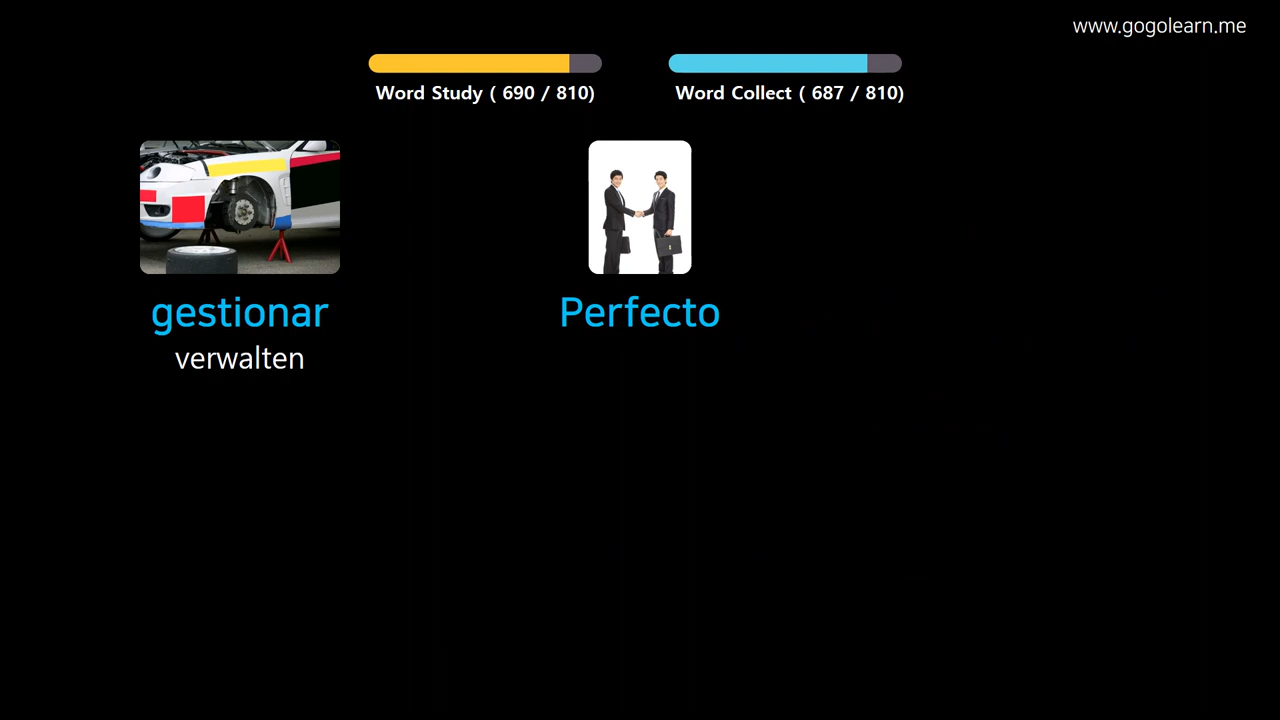 www.gogolearn.me
Word Study ( 690 / 810)
Word Collect ( 687 / 810)
gestionar
verwalten
Perfecto